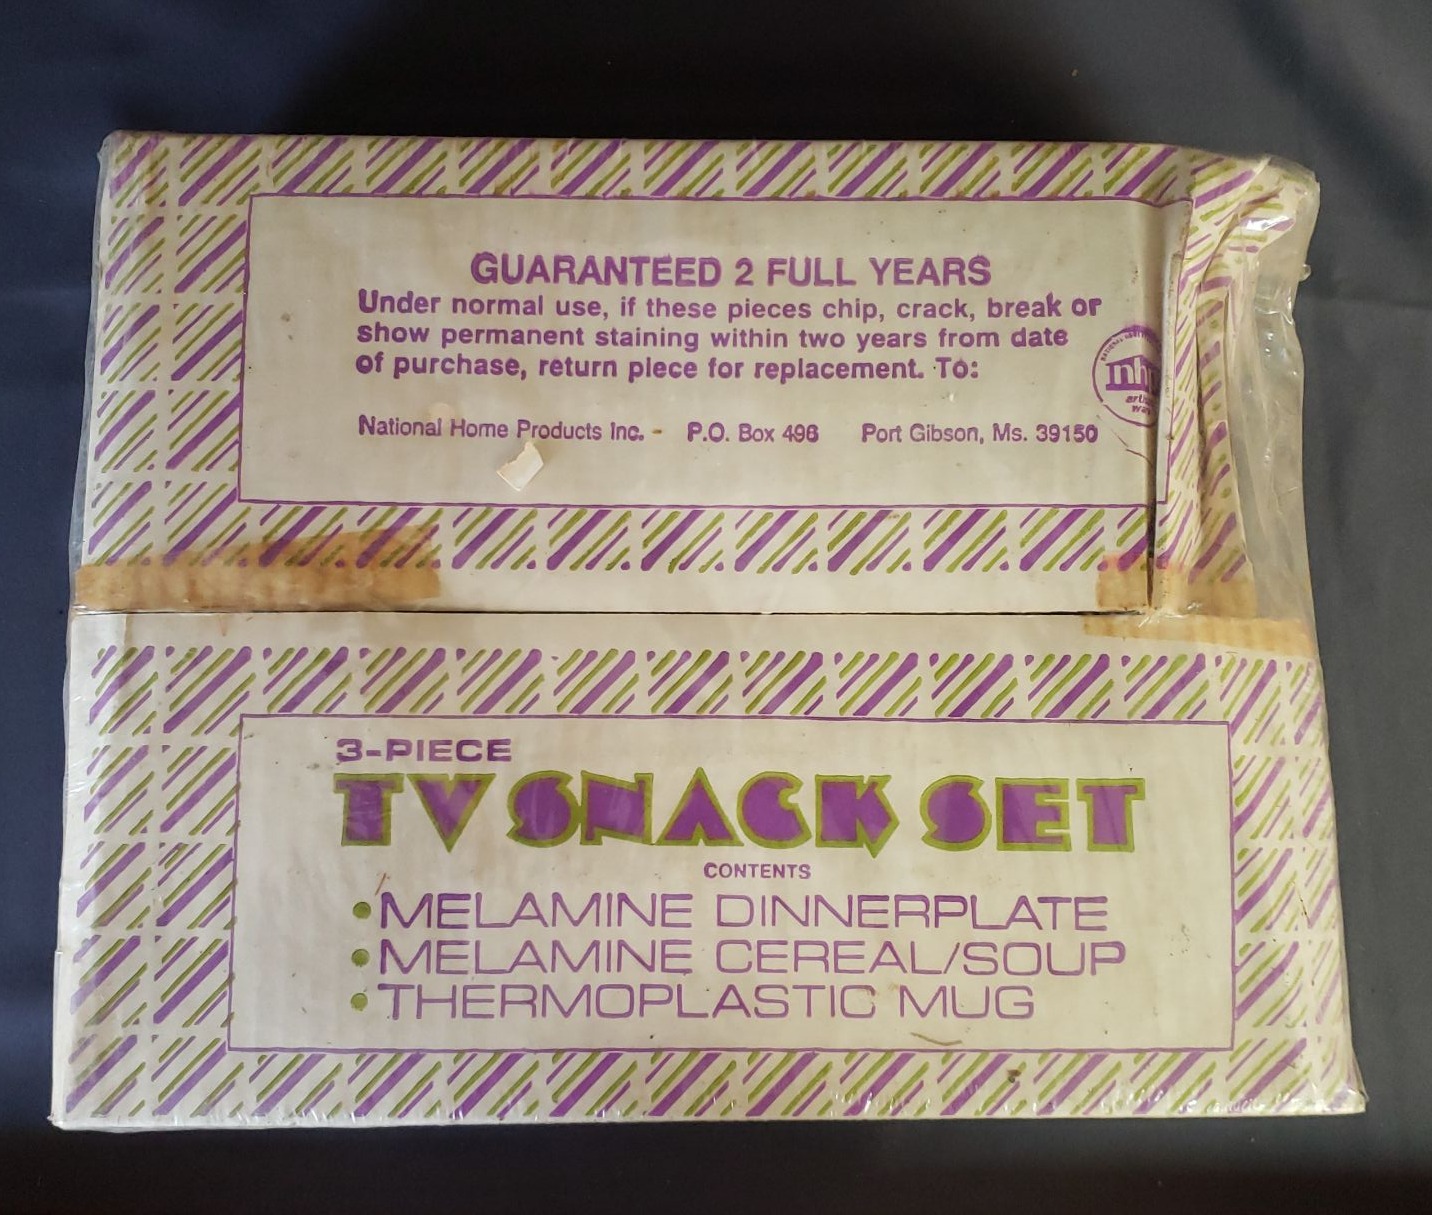 GUARANTEED 2 FULL YEARS
Under normal use, if these pieces chip, crack, break or
show permanent staining within two years from date
of purchase, return piece for replacement. To:
nhp
National Home Products Inc. - P.O. Box 496 Port Gibson, Ms. 39150
3-PIECE
TV SNACK SET
CONTENTS
• MELAMINE DINNERPLATE
• MELAMINE CEREAL/SOUP
• THERMOPLASTIC MUG